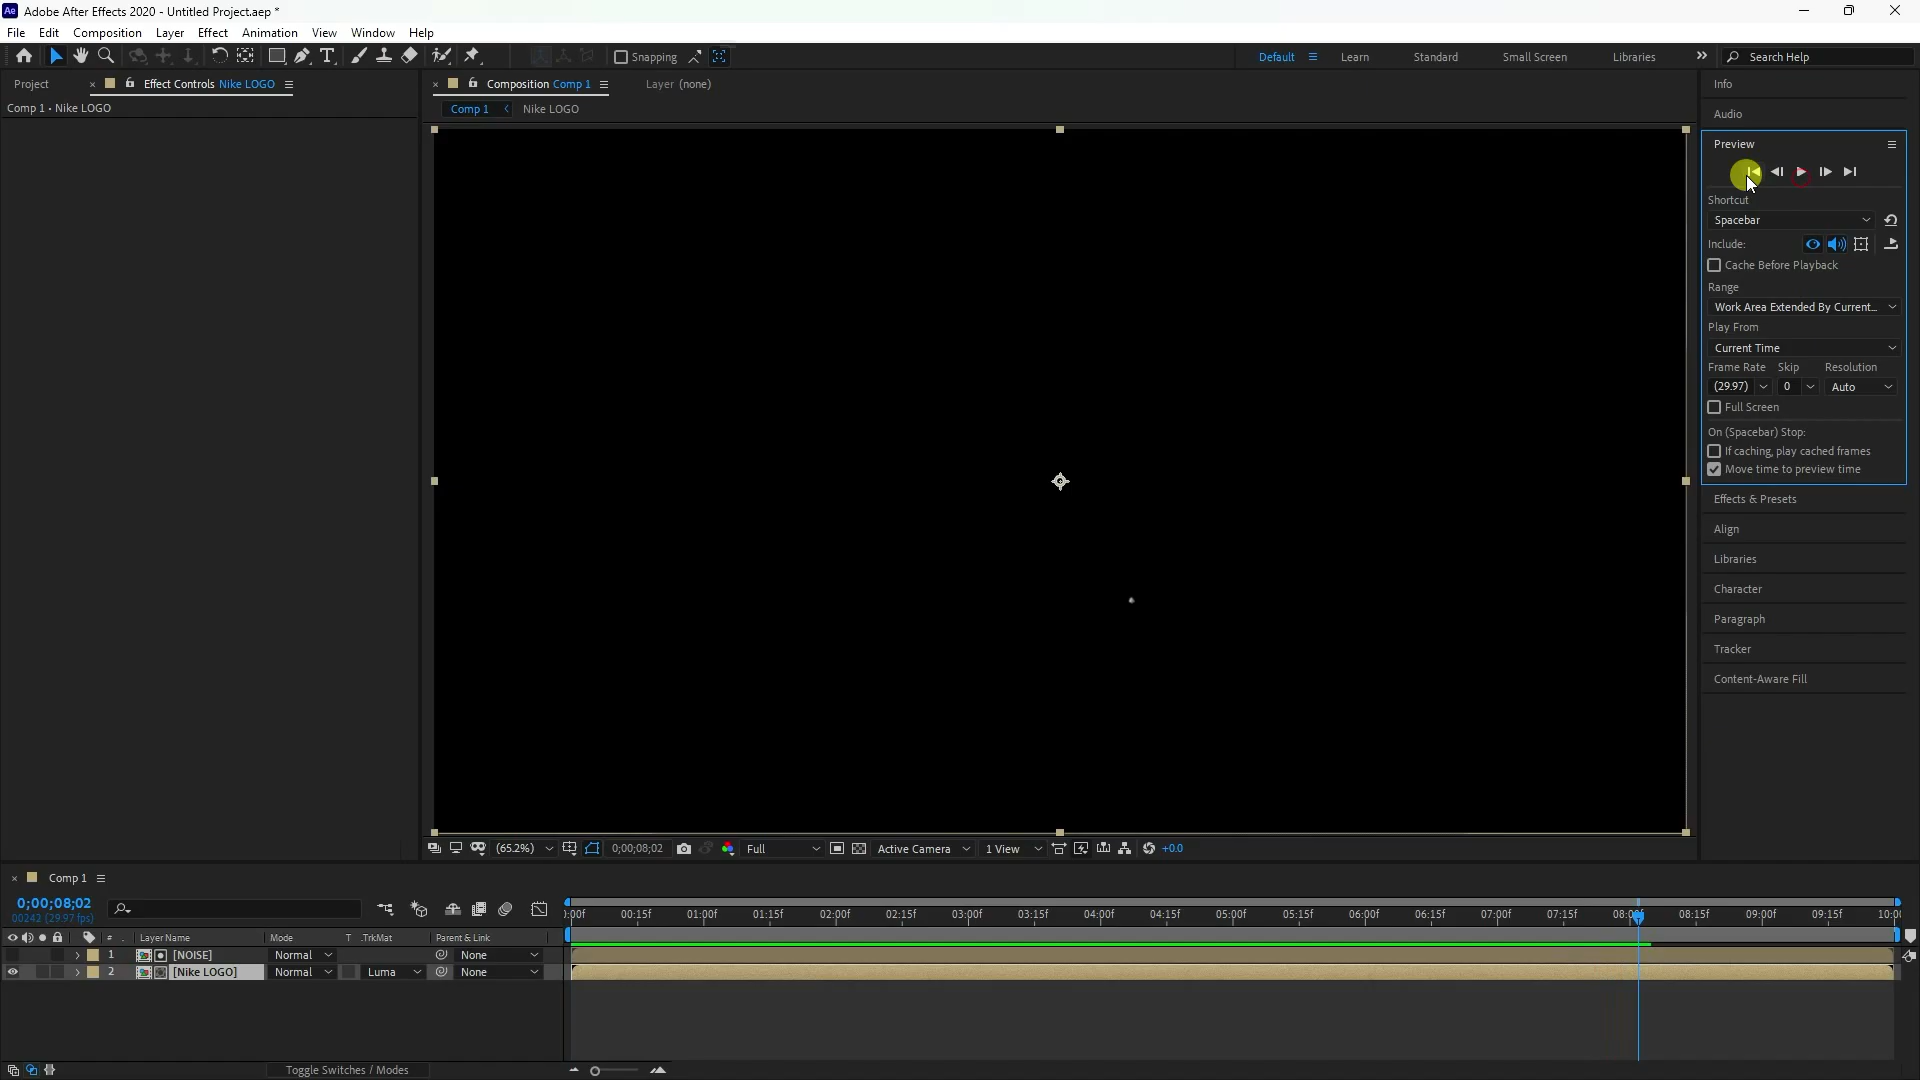 Adobe After Effects 2020 - Untitled Project.aep *
File Edit Composition Layer Effect Animation View Window Help
Snapping Default Learn Standard Small Screen Libraries Search Help
Project Effect Controls Nike LOGO Composition Comp 1 Layer (none) Info
Comp 1 • Nike LOGO Comp 1 Nike LOGO
Audio
Preview
Shortcut
Spacebar
Include:
Cache Before Playback
Range
Work Area Extended By Current...
Play From
Current Time
Frame Rate Skip Resolution
(29.97) 0 Auto
Full Screen
On (Spacebar) Stop:
If caching, play cached frames
Move time to preview time
Effects & Presets
Align
Libraries
Character
Paragraph
Tracker
Content-Aware Fill
(65.2%) 0;00;08;02 Full Active Camera 1 View +0.0
Comp 1
0;00;08;02
00242 (29.97 fps)
:00f 00:15f 01:00f 01:15f 02:00f 02:15f 03:00f 03:15f 04:00f 04:15f 05:00f 05:15f 06:00f 06:15f 07:00f 07:15f 08:15f 09:00f 09:15f
# Layer Name Mode T .TrkMat Parent & Link
1 [NOISE] Normal None
2 [Nike LOGO] Normal Luma None
Toggle Switches / Modes